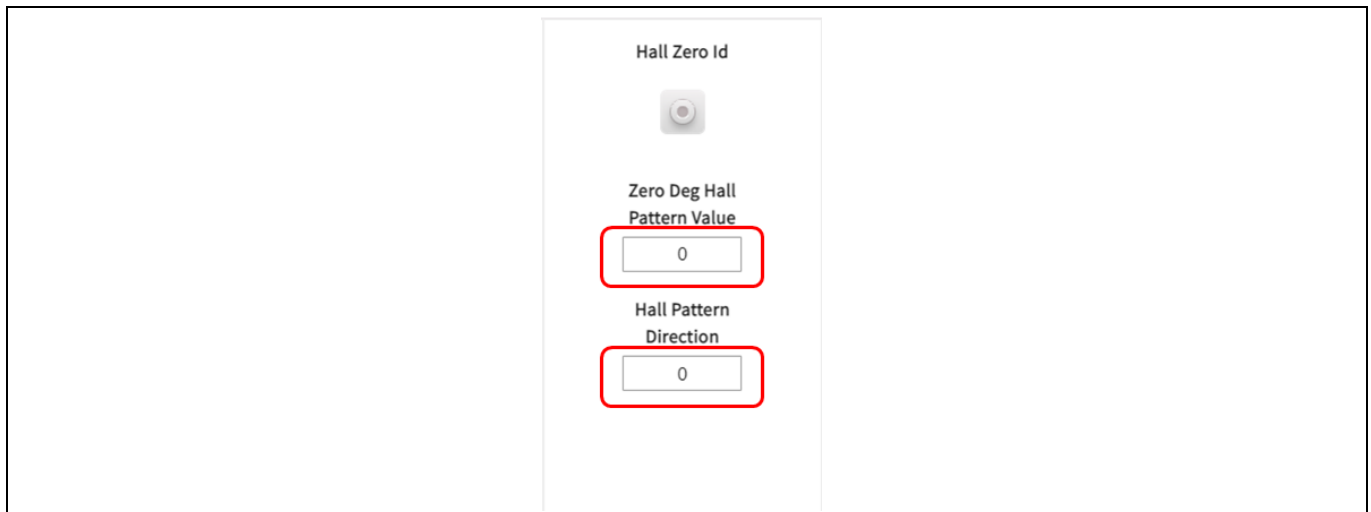 Hall Zero Id
Zero Deg Hall
Pattern Value
0
Hall Pattern
Direction
0